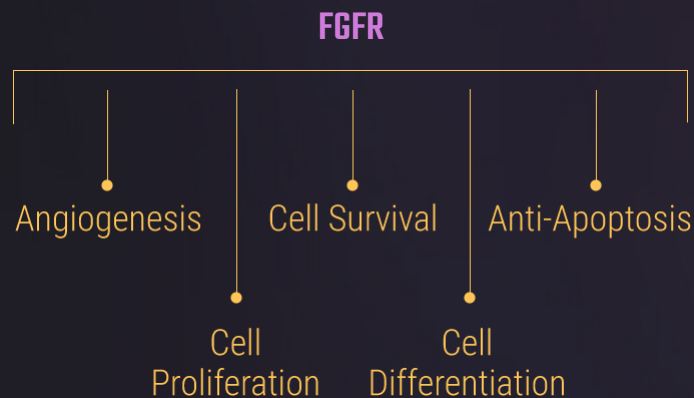 FGFR
Angiogenesis
Cell Survival
Anti-Apoptosis
Cell
Proliferation
Cell
Differentiation